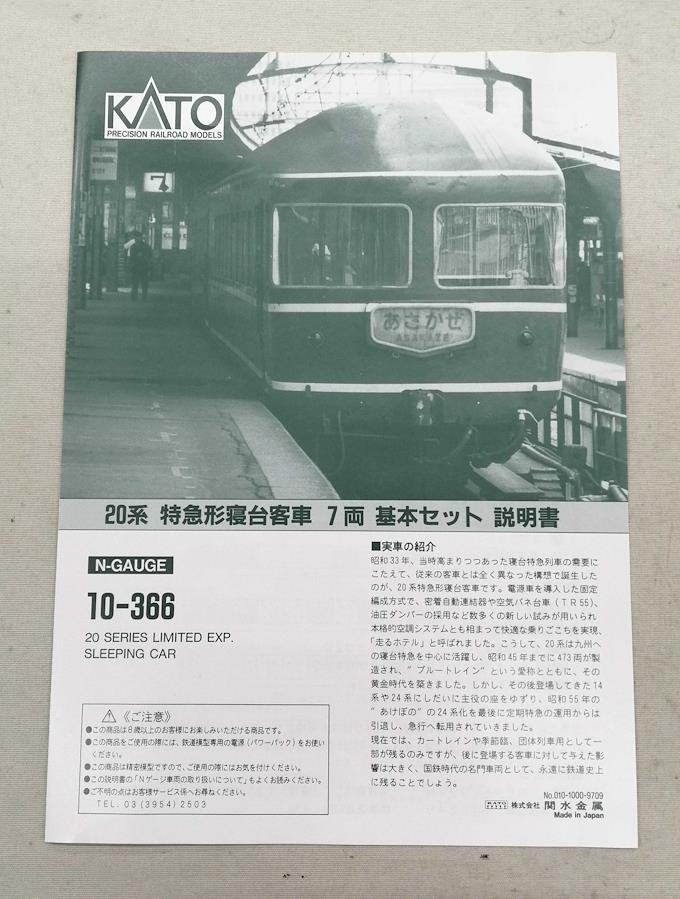 KATO
PRECISION RAILROAD MODELS
7
あさかぜ
ASAKAZE
20系 特急形寝台客車 7両 基本セット 説明書
N-GAUGE
10-366
20 SERIES LIMITED EXP.
SLEEPING CAR
《ご注意》
●この商品は8歳以上のお客様にお楽しみいただける商品です。
●この商品をご使用の際には、鉄道模型専用の電源（パワーパック）をお使い
ください。
●この商品は精密模型ですので、ご使用の際にはお気を付けください。
●この説明書の「Nゲージ車両の取り扱いについて」もよくお読みください。
●ご不明の点はお客様サービス係へお尋ねください。
TEL. 03 (3954) 2503
■実車の紹介
昭和33年、当時高まりつつあった寝台特急列車の需要に
こたえて、従来の客車とは全く異なった構想で誕生した
のが、20系特急形寝台客車です。電源車を導入した固定
編成方式で、密着自動連結器や空気バネ台車（TR55）、
油圧ダンパーの採用など数多くの新しい試みが用いられ
本格的空調システムとも相まって快適な乗りごこちを実現、
「走るホテル」と呼ばれました。こうして、20系は九州へ
の寝台特急を中心に活躍し、昭和45年までに473両が製
造され、"ブルートレイン"という愛称とともに、その
黄金時代を築きました。しかし、その後登場してきた14
系や24系にしだいに主役の座をゆずり、昭和55年の
"あけぼの"の24系化を最後に定期特急の運用からは
引退し、急行へ転用されていきました。
現在では、カートレインや季節臨、団体列車用として一
部が残るのみですが、後に登場する客車に対して与えた影
響は大きく、国鉄時代の名門車両として、永遠に鉄道史上
に残ることでしょう。
No.010-1000-9709
KATO 株式会社 関水金属
Made in Japan